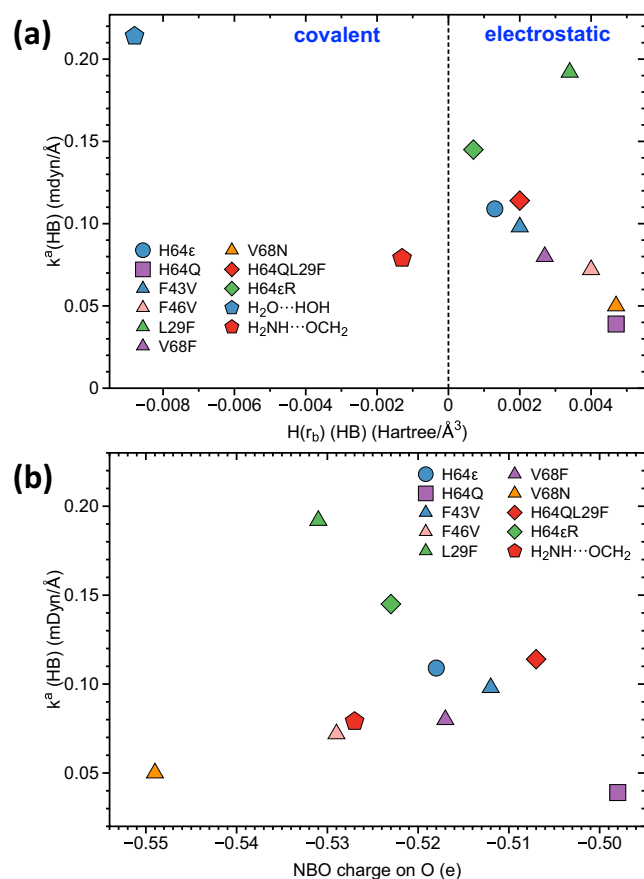 (a)
covalent
electrostatic
kᵃ(HB) (mdyn/Å)
0.20
0.15
0.10
0.05
0
H64ε
H64Q
F43V
F46V
L29F
V68F
V68N
H64QL29F
H64εR
H₂O⋯HOH
H₂NH⋯OCH₂
−0.008
−0.006
−0.004
−0.002
0
0.002
0.004
H(r_b) (HB) (Hartree/Å³)
(b)
kᵃ (HB) (mDyn/Å)
0.20
0.15
0.10
0.05
H64ε
H64Q
F43V
F46V
L29F
V68F
V68N
H64QL29F
H64εR
H₂NH⋯OCH₂
−0.55
−0.54
−0.53
−0.52
−0.51
−0.50
NBO charge on O (e)